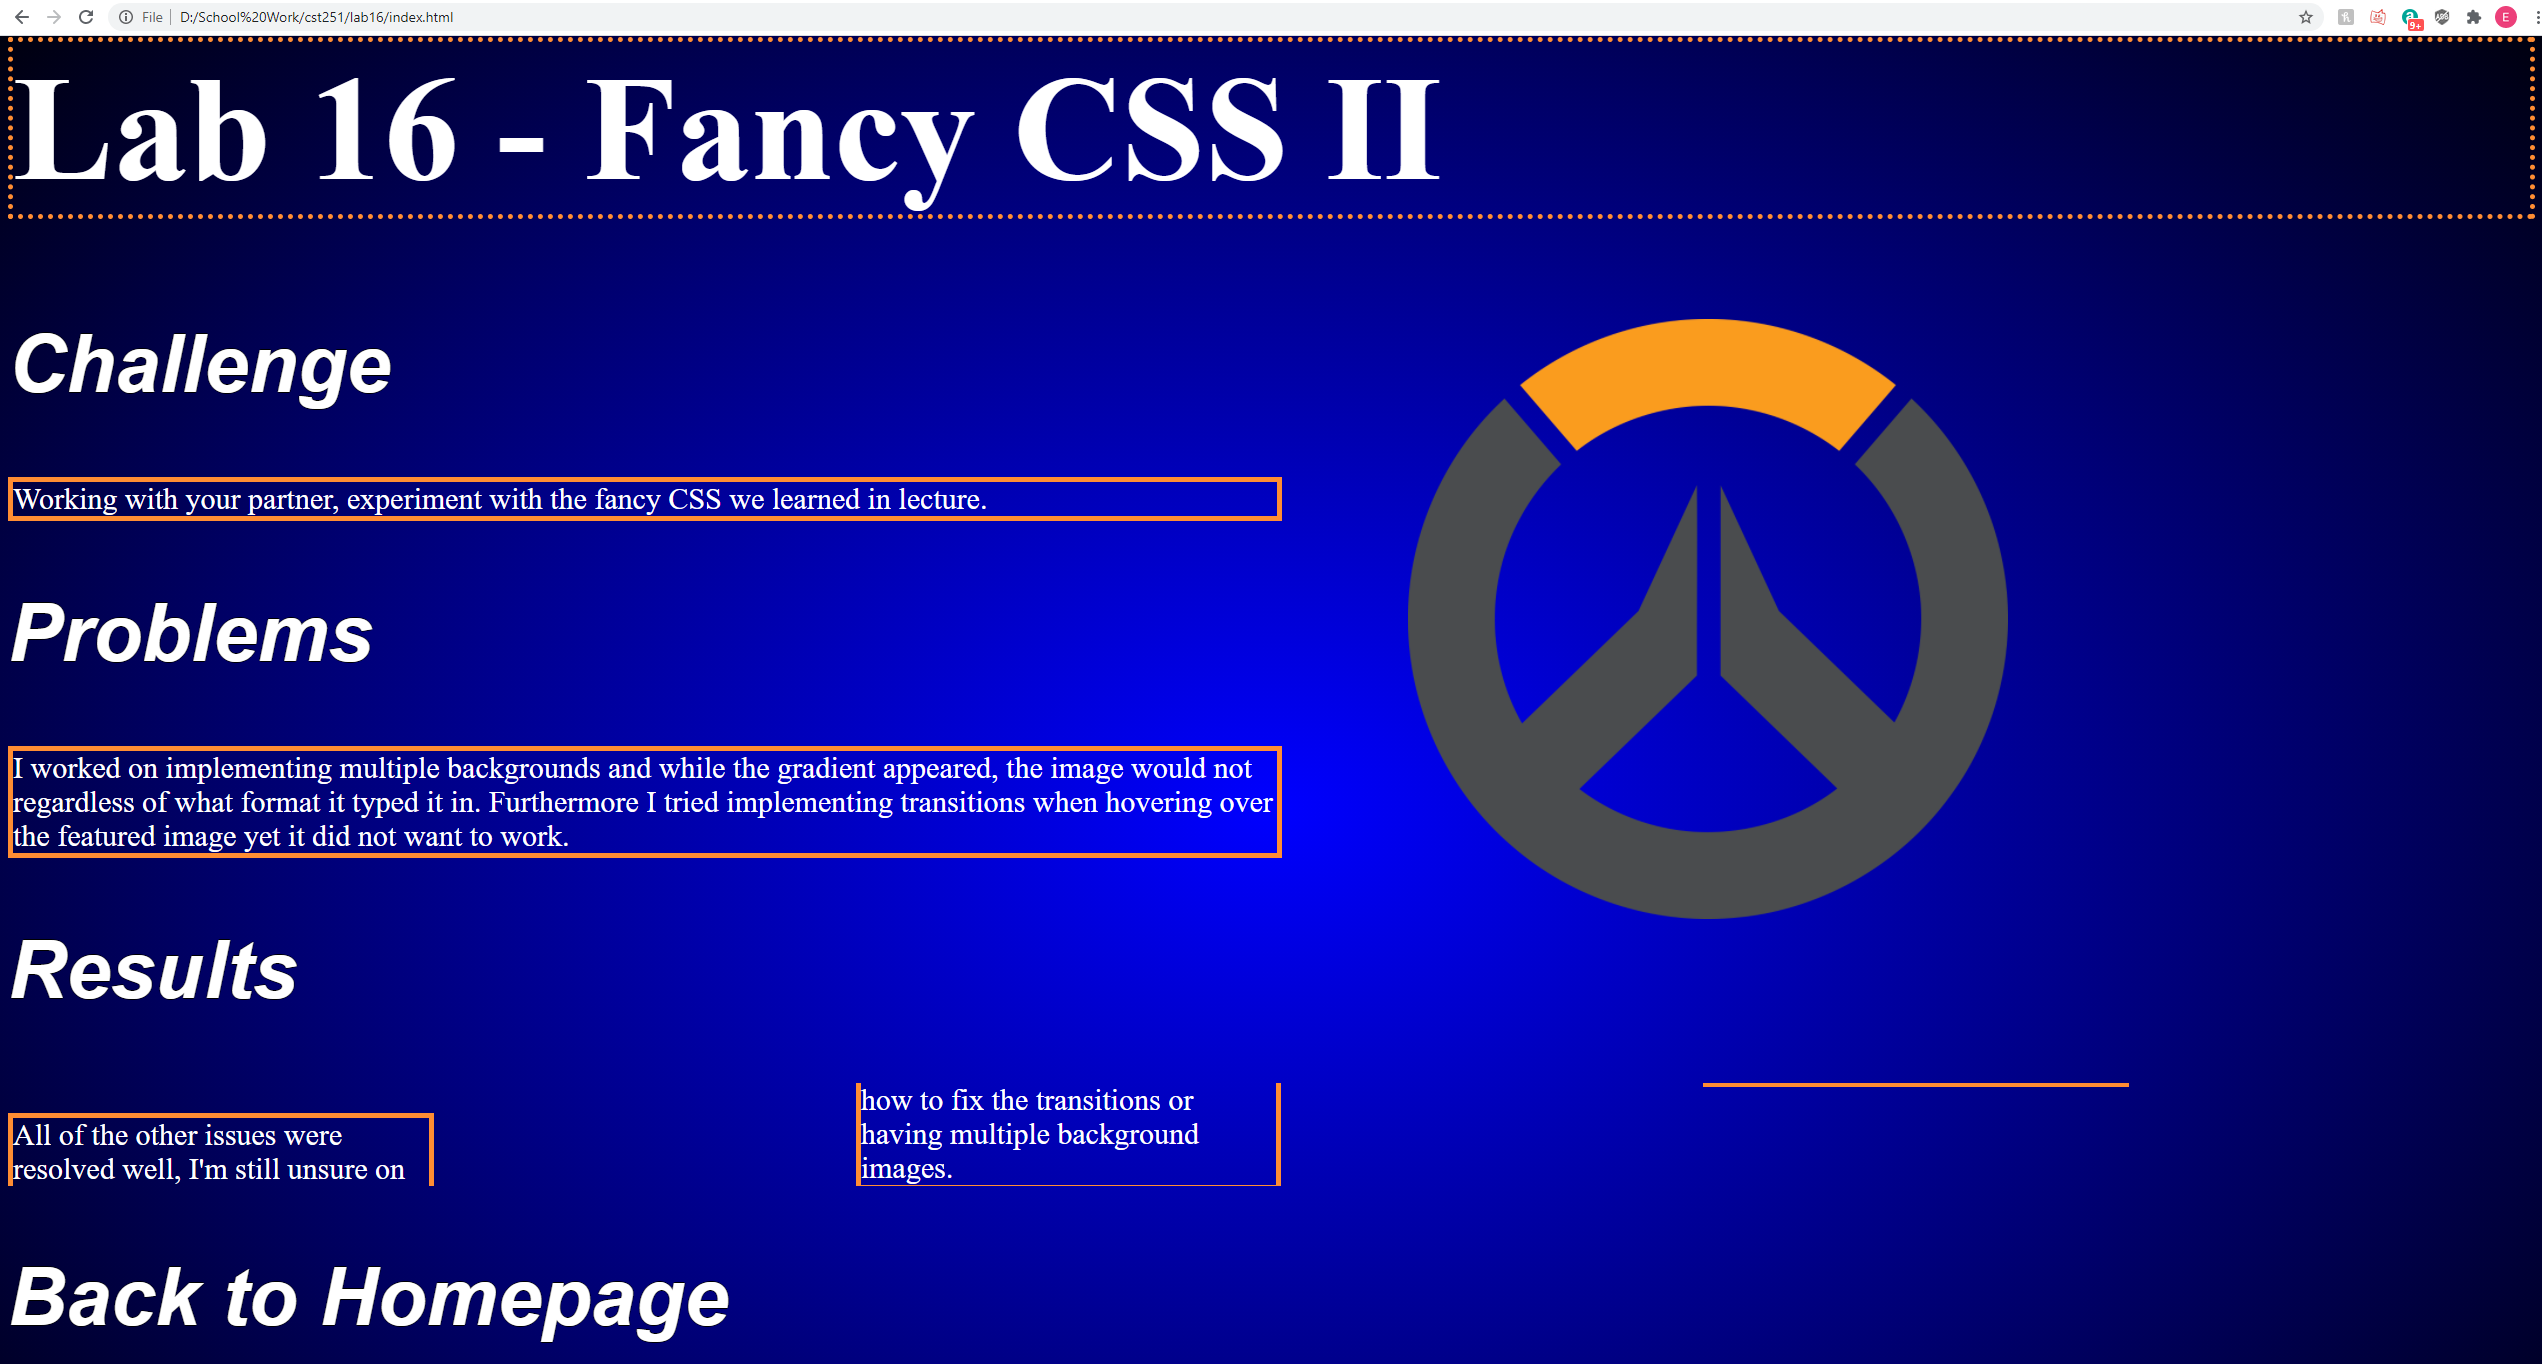 File | D:/School%20Work/cst251/lab16/index.html
9+
E
Lab 16 - Fancy CSS II
Challenge
Working with your partner, experiment with the fancy CSS we learned in lecture.
Problems
I worked on implementing multiple backgrounds and while the gradient appeared, the image would not
regardless of what format it typed it in. Furthermore I tried implementing transitions when hovering over
the featured image yet it did not want to work.
Results
All of the other issues were
resolved well, I'm still unsure on
how to fix the transitions or
having multiple background
images.
Back to Homepage